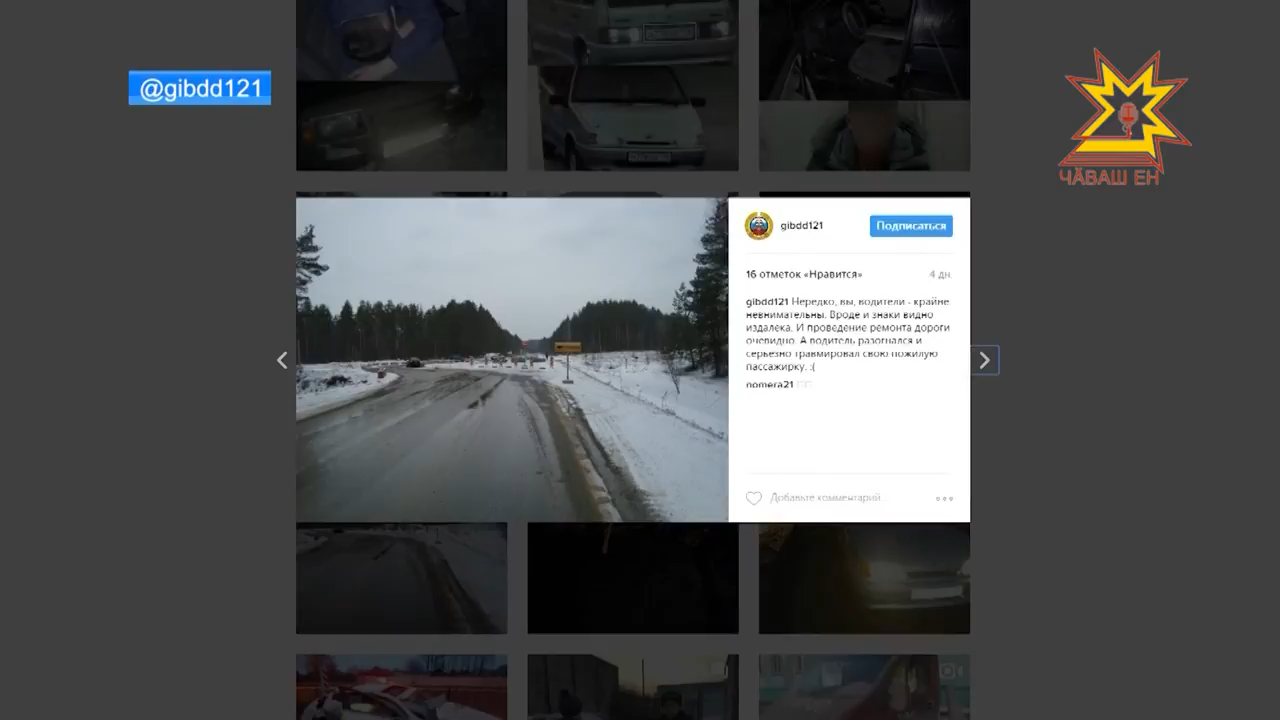 @gibdd121
ЧӐВАШ ЕН
gibdd121
Подписаться
16 отметок «Нравится»
4 дн.
gibdd121 Нередко, вы, водители - крайне
невнимательны. Вроде и знаки видно
издалека. И проведение ремонта дороги
очевидно. А водитель разогнался и
серьезно травмировал свою пожилую
пассажирку. :(
nomera21
Добавьте комментарий...